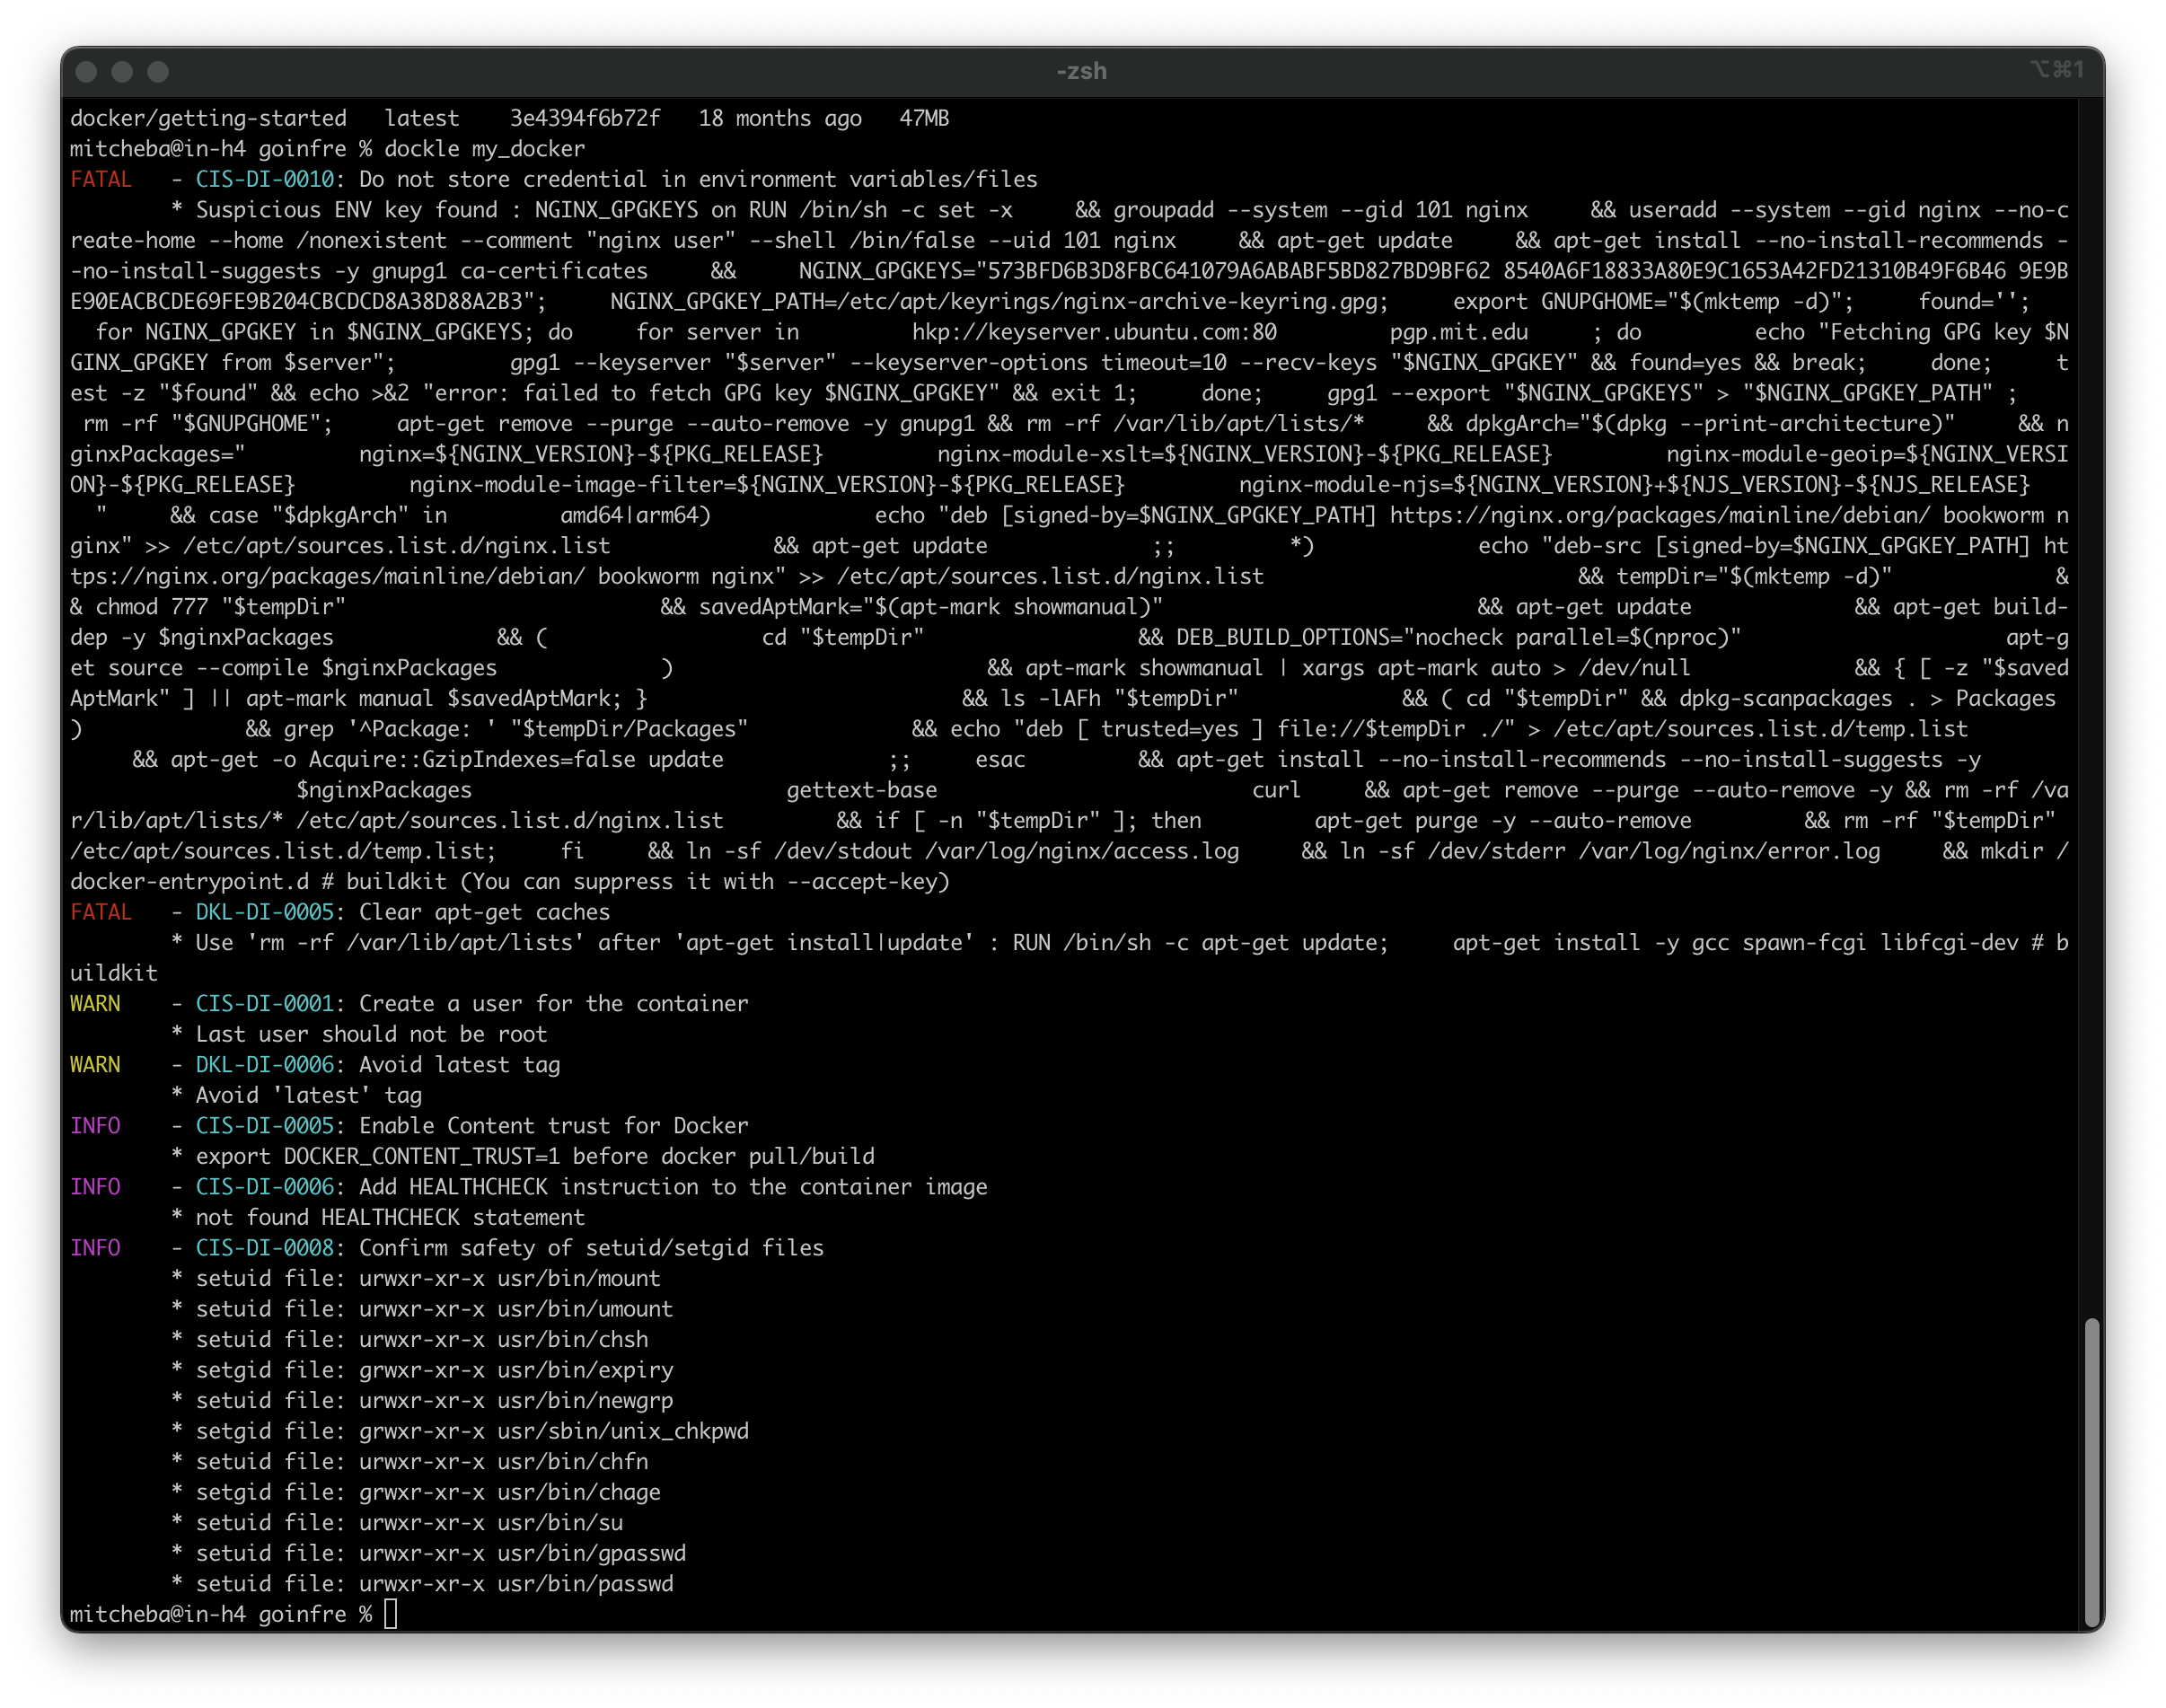 -zsh
⌥⌘1
docker/getting-started   latest    3e4394f6b72f   18 months ago   47MB
mitcheba@in-h4 goinfre % dockle my_docker
FATAL   - CIS-DI-0010: Do not store credential in environment variables/files
        * Suspicious ENV key found : NGINX_GPGKEYS on RUN /bin/sh -c set -x     && groupadd --system --gid 101 nginx     && useradd --system --gid nginx --no-c
reate-home --home /nonexistent --comment "nginx user" --shell /bin/false --uid 101 nginx     && apt-get update     && apt-get install --no-install-recommends -
-no-install-suggests -y gnupg1 ca-certificates     &&     NGINX_GPGKEYS="573BFD6B3D8FBC641079A6ABABF5BD827BD9BF62 8540A6F18833A80E9C1653A42FD21310B49F6B46 9E9B
E90EACBCDE69FE9B204CBCDCD8A38D88A2B3";     NGINX_GPGKEY_PATH=/etc/apt/keyrings/nginx-archive-keyring.gpg;     export GNUPGHOME="$(mktemp -d)";     found='';
  for NGINX_GPGKEY in $NGINX_GPGKEYS; do     for server in         hkp://keyserver.ubuntu.com:80         pgp.mit.edu     ; do         echo "Fetching GPG key $N
GINX_GPGKEY from $server";         gpg1 --keyserver "$server" --keyserver-options timeout=10 --recv-keys "$NGINX_GPGKEY" && found=yes && break;     done;     t
est -z "$found" && echo >&2 "error: failed to fetch GPG key $NGINX_GPGKEY" && exit 1;     done;     gpg1 --export "$NGINX_GPGKEYS" > "$NGINX_GPGKEY_PATH" ;
 rm -rf "$GNUPGHOME";     apt-get remove --purge --auto-remove -y gnupg1 && rm -rf /var/lib/apt/lists/*     && dpkgArch="$(dpkg --print-architecture)"     && n
ginxPackages="         nginx=${NGINX_VERSION}-${PKG_RELEASE}         nginx-module-xslt=${NGINX_VERSION}-${PKG_RELEASE}         nginx-module-geoip=${NGINX_VERSI
ON}-${PKG_RELEASE}         nginx-module-image-filter=${NGINX_VERSION}-${PKG_RELEASE}         nginx-module-njs=${NGINX_VERSION}+${NJS_VERSION}-${NJS_RELEASE}
  "     && case "$dpkgArch" in         amd64|arm64)             echo "deb [signed-by=$NGINX_GPGKEY_PATH] https://nginx.org/packages/mainline/debian/ bookworm n
ginx" >> /etc/apt/sources.list.d/nginx.list             && apt-get update             ;;         *)             echo "deb-src [signed-by=$NGINX_GPGKEY_PATH] ht
tps://nginx.org/packages/mainline/debian/ bookworm nginx" >> /etc/apt/sources.list.d/nginx.list                         && tempDir="$(mktemp -d)"             &
& chmod 777 "$tempDir"                         && savedAptMark="$(apt-mark showmanual)"                         && apt-get update             && apt-get build-
dep -y $nginxPackages             && (                 cd "$tempDir"                 && DEB_BUILD_OPTIONS="nocheck parallel=$(nproc)"                     apt-g
et source --compile $nginxPackages             )                         && apt-mark showmanual | xargs apt-mark auto > /dev/null             && { [ -z "$saved
AptMark" ] || apt-mark manual $savedAptMark; }                         && ls -lAFh "$tempDir"             && ( cd "$tempDir" && dpkg-scanpackages . > Packages
)             && grep '^Package: ' "$tempDir/Packages"             && echo "deb [ trusted=yes ] file://$tempDir ./" > /etc/apt/sources.list.d/temp.list
     && apt-get -o Acquire::GzipIndexes=false update             ;;     esac         && apt-get install --no-install-recommends --no-install-suggests -y
                  $nginxPackages                         gettext-base                         curl     && apt-get remove --purge --auto-remove -y && rm -rf /va
r/lib/apt/lists/* /etc/apt/sources.list.d/nginx.list         && if [ -n "$tempDir" ]; then         apt-get purge -y --auto-remove         && rm -rf "$tempDir"
/etc/apt/sources.list.d/temp.list;     fi     && ln -sf /dev/stdout /var/log/nginx/access.log     && ln -sf /dev/stderr /var/log/nginx/error.log     && mkdir /
docker-entrypoint.d # buildkit (You can suppress it with --accept-key)
FATAL   - DKL-DI-0005: Clear apt-get caches
        * Use 'rm -rf /var/lib/apt/lists' after 'apt-get install|update' : RUN /bin/sh -c apt-get update;     apt-get install -y gcc spawn-fcgi libfcgi-dev # b
uildkit
WARN    - CIS-DI-0001: Create a user for the container
        * Last user should not be root
WARN    - DKL-DI-0006: Avoid latest tag
        * Avoid 'latest' tag
INFO    - CIS-DI-0005: Enable Content trust for Docker
        * export DOCKER_CONTENT_TRUST=1 before docker pull/build
INFO    - CIS-DI-0006: Add HEALTHCHECK instruction to the container image
        * not found HEALTHCHECK statement
INFO    - CIS-DI-0008: Confirm safety of setuid/setgid files
        * setuid file: urwxr-xr-x usr/bin/mount
        * setuid file: urwxr-xr-x usr/bin/umount
        * setuid file: urwxr-xr-x usr/bin/chsh
        * setgid file: grwxr-xr-x usr/bin/expiry
        * setuid file: urwxr-xr-x usr/bin/newgrp
        * setgid file: grwxr-xr-x usr/sbin/unix_chkpwd
        * setuid file: urwxr-xr-x usr/bin/chfn
        * setgid file: grwxr-xr-x usr/bin/chage
        * setuid file: urwxr-xr-x usr/bin/su
        * setuid file: urwxr-xr-x usr/bin/gpasswd
        * setuid file: urwxr-xr-x usr/bin/passwd
mitcheba@in-h4 goinfre %